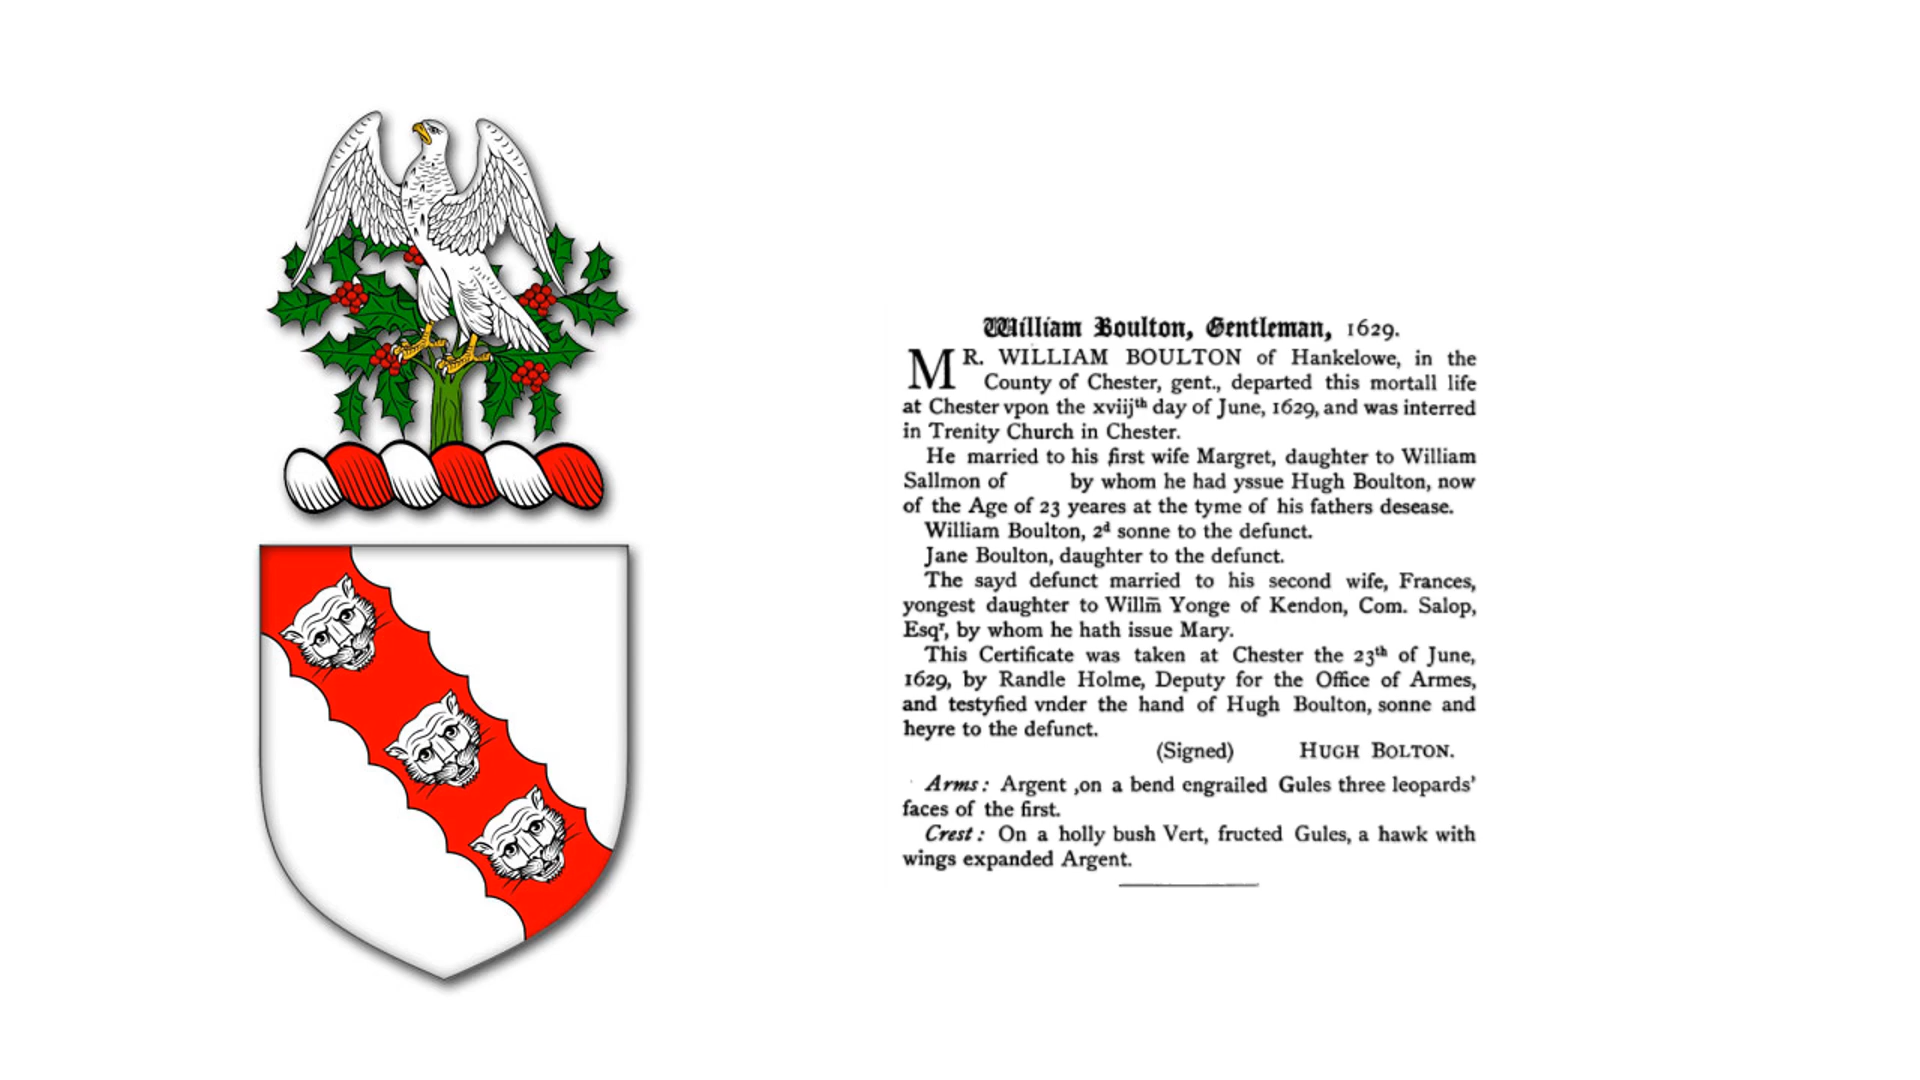 William Boulton, Gentleman, 1629.
MR. WILLIAM BOULTON of Hankelowe, in the
County of Chester, gent., departed this mortall life
at Chester vpon the xviijth day of June, 1629, and was interred
in Trenity Church in Chester.
He married to his first wife Margret, daughter to William
Sallmon of by whom he had yssue Hugh Boulton, now
of the Age of 23 yeares at the tyme of his fathers desease.
William Boulton, 2d sonne to the defunct.
Jane Boulton, daughter to the defunct.
The sayd defunct married to his second wife, Frances,
yongest daughter to Willm̄ Yonge of Kendon, Com. Salop,
Esqr, by whom he hath issue Mary.
This Certificate was taken at Chester the 23th of June,
1629, by Randle Holme, Deputy for the Office of Armes,
and testyfied vnder the hand of Hugh Boulton, sonne and
heyre to the defunct.
(Signed) HUGH BOLTON.
Arms: Argent ,on a bend engrailed Gules three leopards'
faces of the first.
Crest: On a holly bush Vert, fructed Gules, a hawk with
wings expanded Argent.